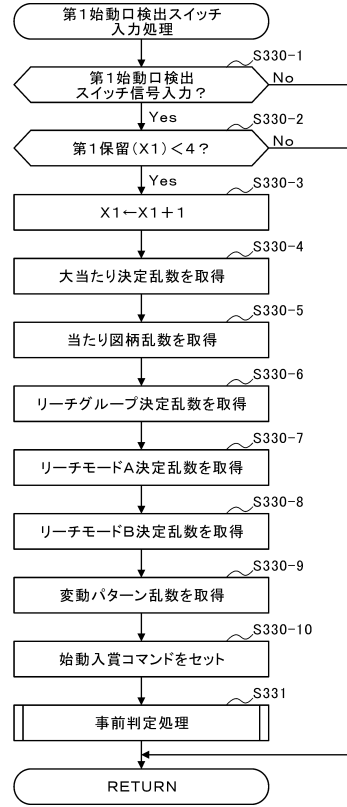 第1始動口検出スイッチ
入力処理
S330-1
第1始動口検出
スイッチ信号入力?
No
Yes
S330-2
第1保留(X1)<4?
No
Yes
S330-3
X1←X1+1
S330-4
大当たり決定乱数を取得
S330-5
当たり図柄乱数を取得
S330-6
リーチグループ決定乱数を取得
S330-7
リーチモードA決定乱数を取得
S330-8
リーチモードB決定乱数を取得
S330-9
変動パターン乱数を取得
S330-10
始動入賞コマンドをセット
S331
事前判定処理
RETURN